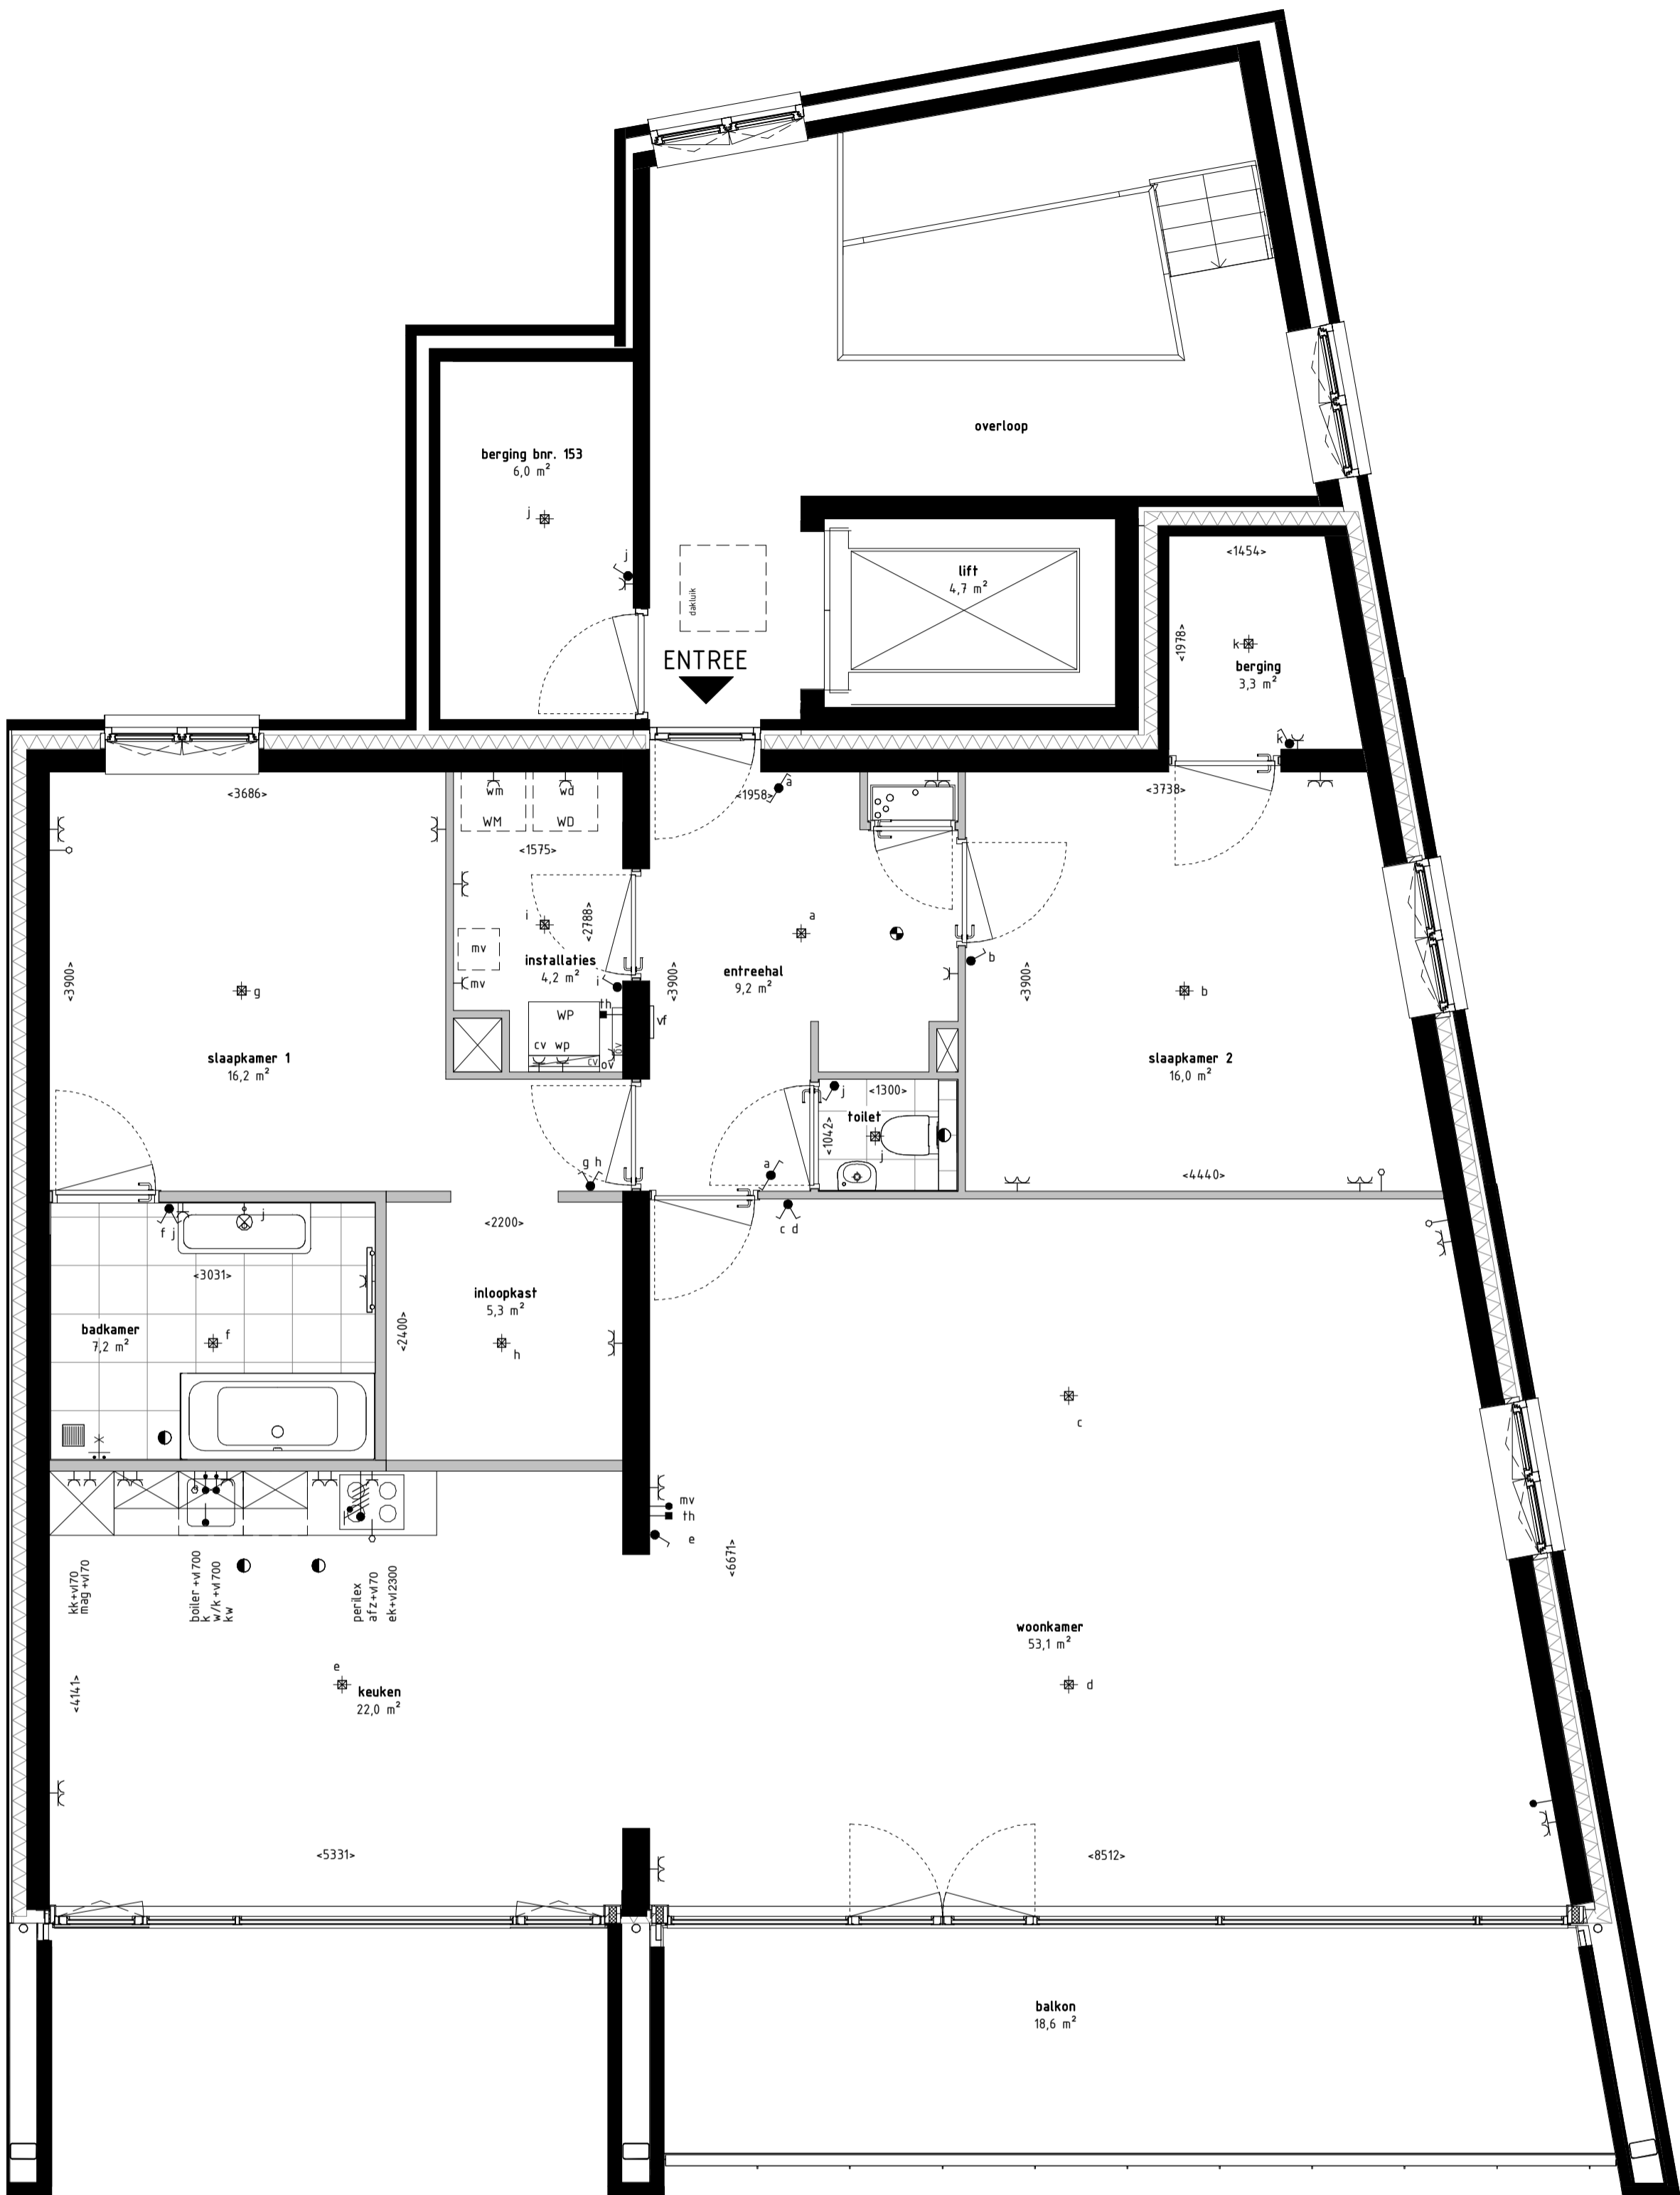 overloop
berging bnr. 153
6,0 m²
j
j
dakluik
lift
4,7 m²
<1454>
<1978>
k
berging
3,3 m²
k
ENTREE
<3686>
wm
wd
WM
WD
<1575>
<1958>
a
<3738>
i
<2788>
mv
mv
installaties
4,2 m²
i
th
WP
cv wp
cv
ov
vf
a
entreehal
9,2 m²
<3900>
b
<3900>
b
<3900>
g
slaapkamer 1
16,2 m²
slaapkamer 2
16,0 m²
j
<1300>
toilet
<1042>
j
a
g h
<4440>
c d
f j
j
<3031>
<2200>
badkamer
7,2 m²
f
<2400>
inloopkast
5,3 m²
h
c
mv
th
e
<6671>
kk+vl70
mag+vl70
boiler +vl700
k
w/k +vl700
kw
perilex
afz+vl70
ek+vl2300
woonkamer
53,1 m²
e
keuken
22,0 m²
d
<4141>
<5331>
<8512>
balkon
18,6 m²